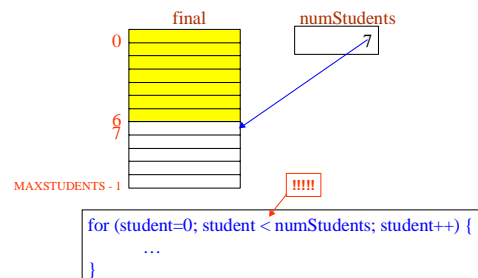 final numStudents
0 7
6
7
MAXSTUDENTS - 1
!!!!!
for (student=0; student < numStudents; student++) {
…
}